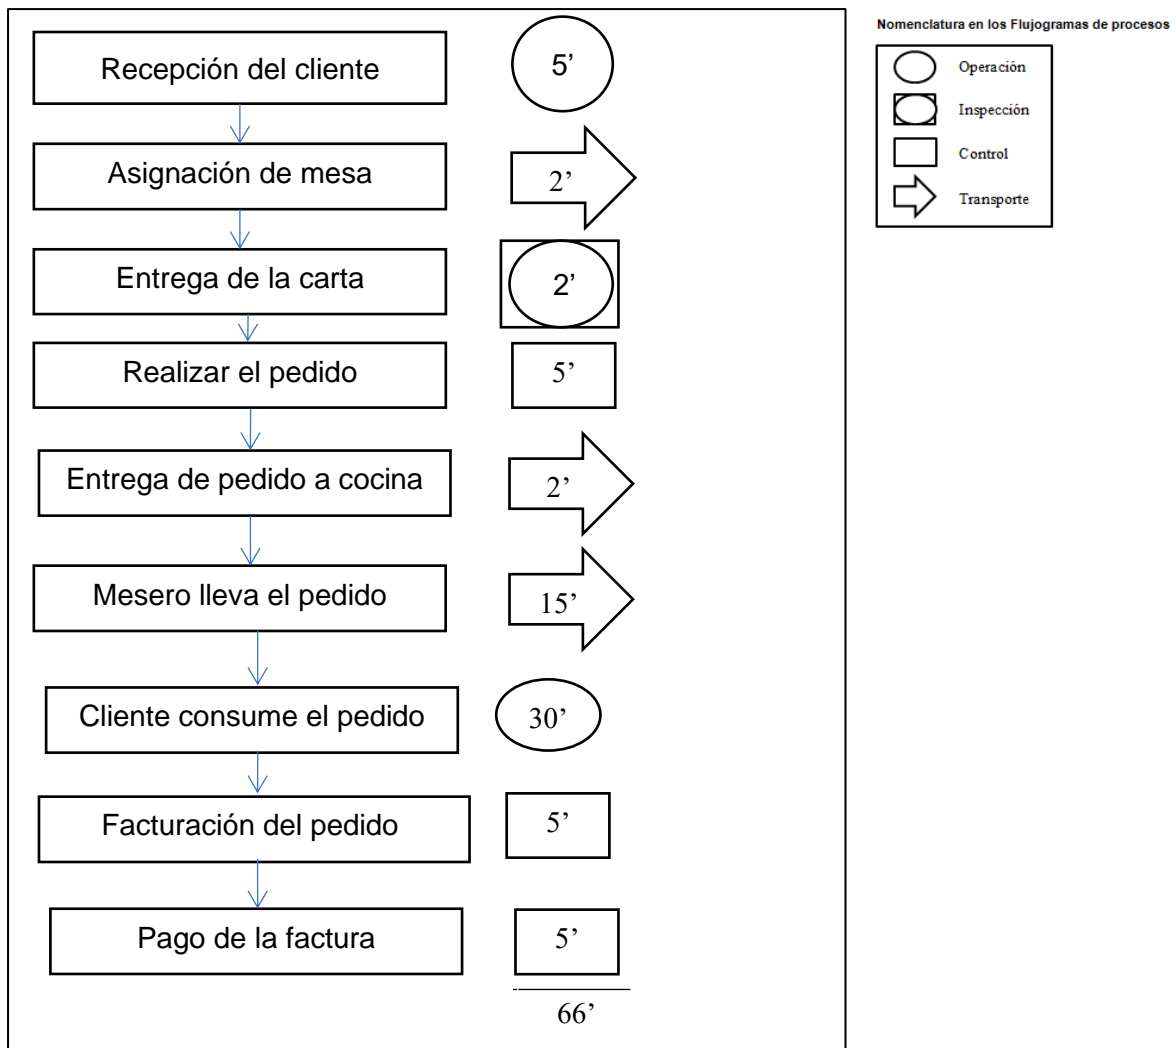 Recepción del cliente
5’
Asignación de mesa
2’
Entrega de la carta
2’
Realizar el pedido
5’
Entrega de pedido a cocina
2’
Mesero lleva el pedido
15’
Cliente consume el pedido
30’
Facturación del pedido
5’
Pago de la factura
5’
66’
Nomenclatura en los Flujogramas de procesos
Operación
Inspección
Control
Transporte